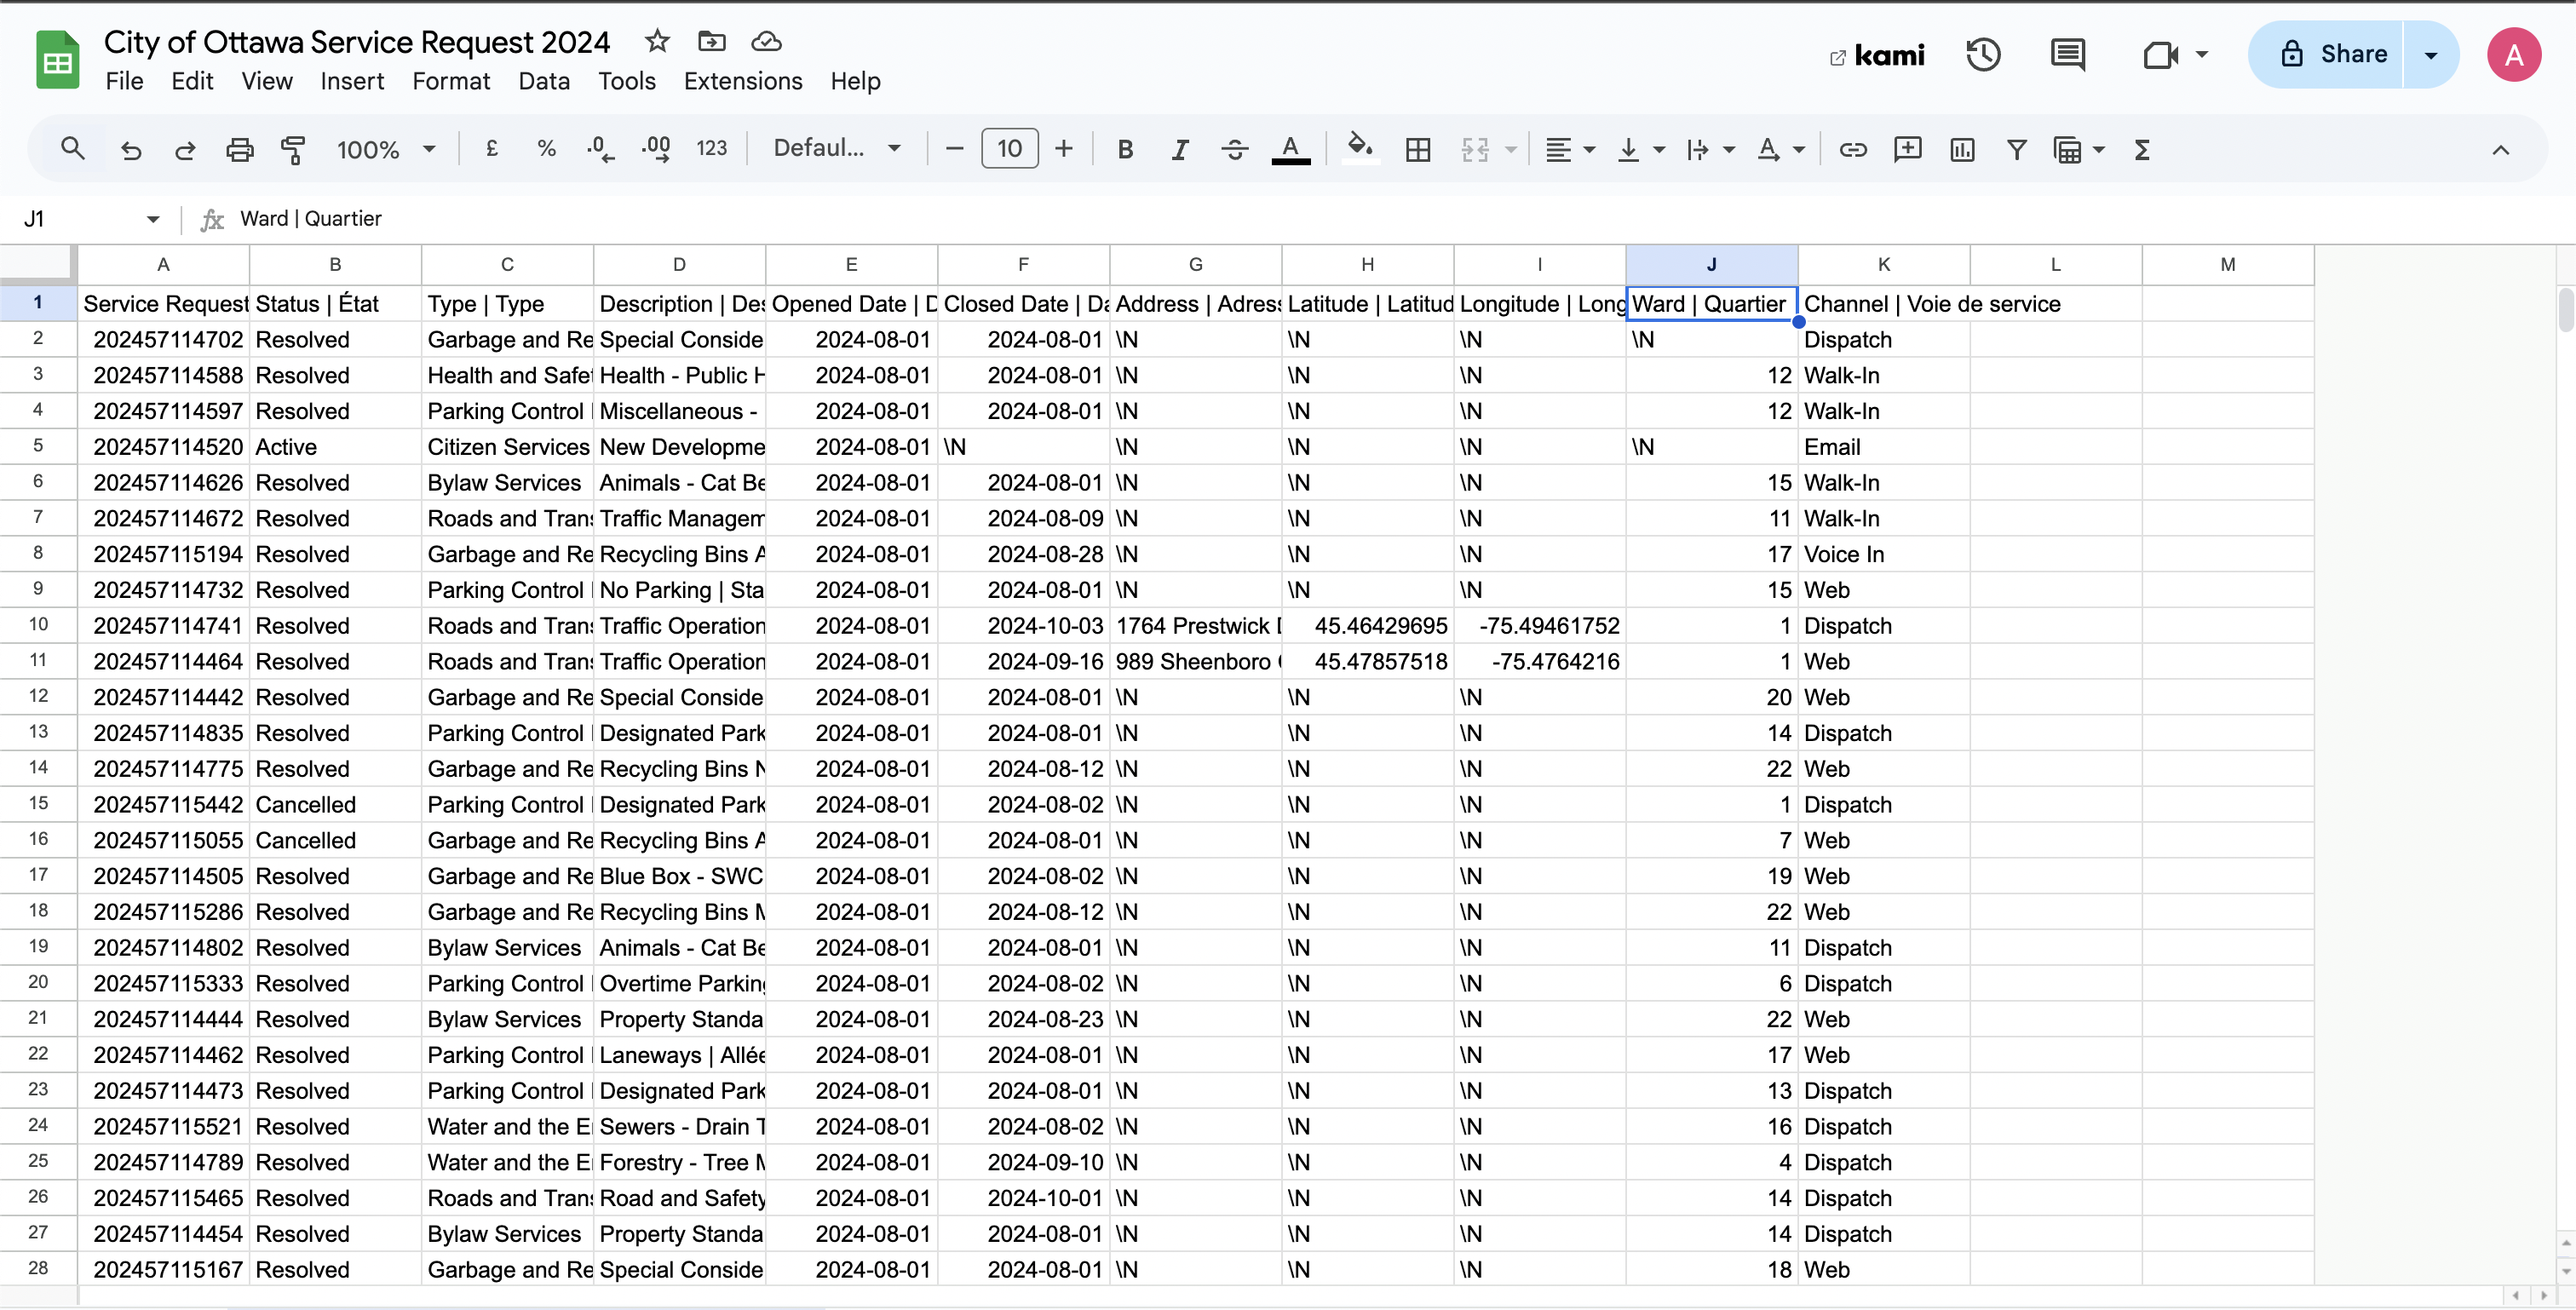 City of Ottawa Service Request 2024
kami
Share
A
File Edit View Insert Format Data Tools Extensions Help
100% £ % .0 .00 123 Defaul... 10 B I S A Σ
J1 fx Ward | Quartier
A B C D E F G H I J K L M
1 Service Request Status | État Type | Type Description | Des Opened Date | D Closed Date | Da Address | Adress Latitude | Latitud Longitude | Long Ward | Quartier Channel | Voie de service
2 202457114702 Resolved Garbage and Re Special Conside 2024-08-01 2024-08-01 \N \N \N \N Dispatch
3 202457114588 Resolved Health and Safet Health - Public H 2024-08-01 2024-08-01 \N \N \N 12 Walk-In
4 202457114597 Resolved Parking Control Miscellaneous - 2024-08-01 2024-08-01 \N \N \N 12 Walk-In
5 202457114520 Active Citizen Services New Developme 2024-08-01 \N \N \N \N \N Email
6 202457114626 Resolved Bylaw Services Animals - Cat Be 2024-08-01 2024-08-01 \N \N \N 15 Walk-In
7 202457114672 Resolved Roads and Trans Traffic Managem 2024-08-01 2024-08-09 \N \N \N 11 Walk-In
8 202457115194 Resolved Garbage and Re Recycling Bins A 2024-08-01 2024-08-28 \N \N \N 17 Voice In
9 202457114732 Resolved Parking Control No Parking | Sta 2024-08-01 2024-08-01 \N \N \N 15 Web
10 202457114741 Resolved Roads and Trans Traffic Operation 2024-08-01 2024-10-03 1764 Prestwick D 45.46429695 -75.49461752 1 Dispatch
11 202457114464 Resolved Roads and Trans Traffic Operation 2024-08-01 2024-09-16 989 Sheenboro 45.47857518 -75.4764216 1 Web
12 202457114442 Resolved Garbage and Re Special Conside 2024-08-01 2024-08-01 \N \N \N 20 Web
13 202457114835 Resolved Parking Control Designated Park 2024-08-01 2024-08-01 \N \N \N 14 Dispatch
14 202457114775 Resolved Garbage and Re Recycling Bins N 2024-08-01 2024-08-12 \N \N \N 22 Web
15 202457115442 Cancelled Parking Control Designated Park 2024-08-01 2024-08-02 \N \N \N 1 Dispatch
16 202457115055 Cancelled Garbage and Re Recycling Bins A 2024-08-01 2024-08-01 \N \N \N 7 Web
17 202457114505 Resolved Garbage and Re Blue Box - SWC 2024-08-01 2024-08-02 \N \N \N 19 Web
18 202457115286 Resolved Garbage and Re Recycling Bins M 2024-08-01 2024-08-12 \N \N \N 22 Web
19 202457114802 Resolved Bylaw Services Animals - Cat Be 2024-08-01 2024-08-01 \N \N \N 11 Dispatch
20 202457115333 Resolved Parking Control Overtime Parking 2024-08-01 2024-08-02 \N \N \N 6 Dispatch
21 202457114444 Resolved Bylaw Services Property Standa 2024-08-01 2024-08-23 \N \N \N 22 Web
22 202457114462 Resolved Parking Control Laneways | Allée 2024-08-01 2024-08-01 \N \N \N 17 Web
23 202457114473 Resolved Parking Control Designated Park 2024-08-01 2024-08-01 \N \N \N 13 Dispatch
24 202457115521 Resolved Water and the E Sewers - Drain T 2024-08-01 2024-08-02 \N \N \N 16 Dispatch
25 202457114789 Resolved Water and the E Forestry - Tree M 2024-08-01 2024-09-10 \N \N \N 4 Dispatch
26 202457115465 Resolved Roads and Trans Road and Safety 2024-08-01 2024-10-01 \N \N \N 14 Dispatch
27 202457114454 Resolved Bylaw Services Property Standa 2024-08-01 2024-08-01 \N \N \N 14 Dispatch
28 202457115167 Resolved Garbage and Re Special Conside 2024-08-01 2024-08-01 \N \N \N 18 Web